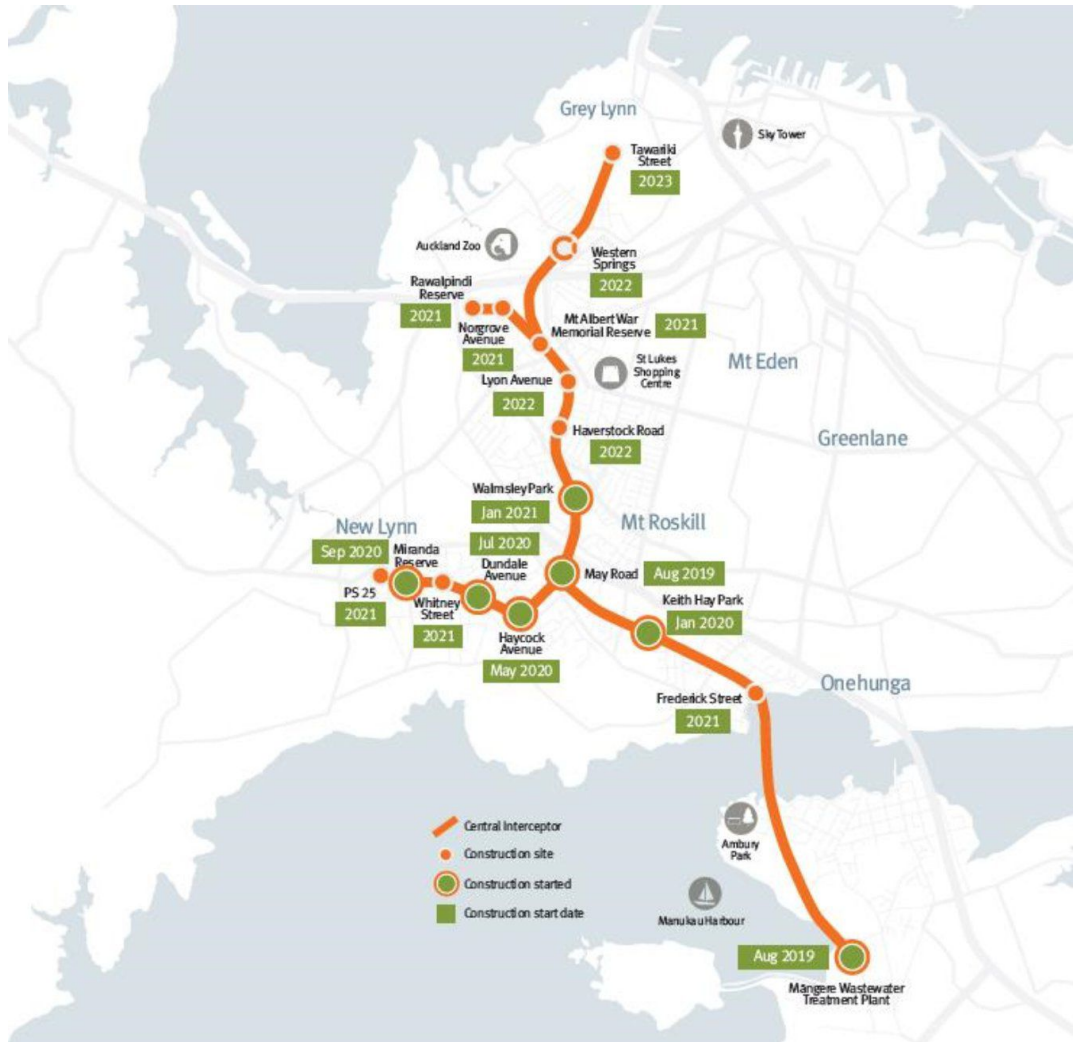 Grey Lynn
Sky Tower
Tawariki
Street
2023
Auckland Zoo
Western
Springs
2022
Rawalpindi
Reserve
2021
Norgrove
Avenue
2021
Mt Albert War
Memorial Reserve
2021
St Lukes
Shopping
Centre
Mt Eden
Lyon Avenue
2022
Greenlane
Haverstock Road
2022
Walmsley Park
Jan 2021
Mt Roskill
New Lynn
Sep 2020
Miranda
Reserve
Jul 2020
Dundale
Avenue
May Road
Aug 2019
PS 25
2021
Whitney
Street
2021
Haycock
Avenue
May 2020
Keith Hay Park
Jan 2020
Onehunga
Frederick Street
2021
Central Interceptor
Construction site
Construction started
Construction start date
Ambury
Park
Manukau Harbour
Aug 2019
Māngere Wastewater
Treatment Plant